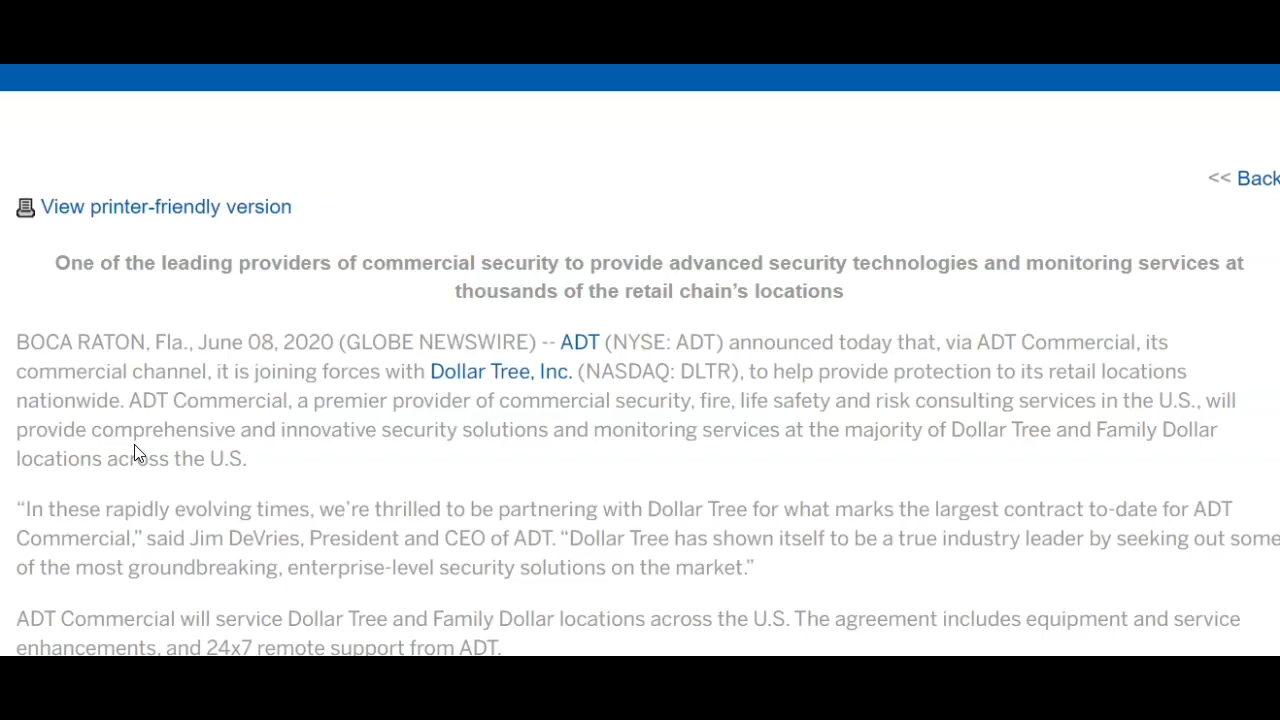 << Back
View printer-friendly version
One of the leading providers of commercial security to provide advanced security technologies and monitoring services at
thousands of the retail chain’s locations
BOCA RATON, Fla., June 08, 2020 (GLOBE NEWSWIRE) -- ADT (NYSE: ADT) announced today that, via ADT Commercial, its
commercial channel, it is joining forces with Dollar Tree, Inc. (NASDAQ: DLTR), to help provide protection to its retail locations
nationwide. ADT Commercial, a premier provider of commercial security, fire, life safety and risk consulting services in the U.S., will
provide comprehensive and innovative security solutions and monitoring services at the majority of Dollar Tree and Family Dollar
locations across the U.S.
“In these rapidly evolving times, we’re thrilled to be partnering with Dollar Tree for what marks the largest contract to-date for ADT
Commercial,” said Jim DeVries, President and CEO of ADT. “Dollar Tree has shown itself to be a true industry leader by seeking out some
of the most groundbreaking, enterprise-level security solutions on the market.”
ADT Commercial will service Dollar Tree and Family Dollar locations across the U.S. The agreement includes equipment and service
enhancements, and 24x7 remote support from ADT.